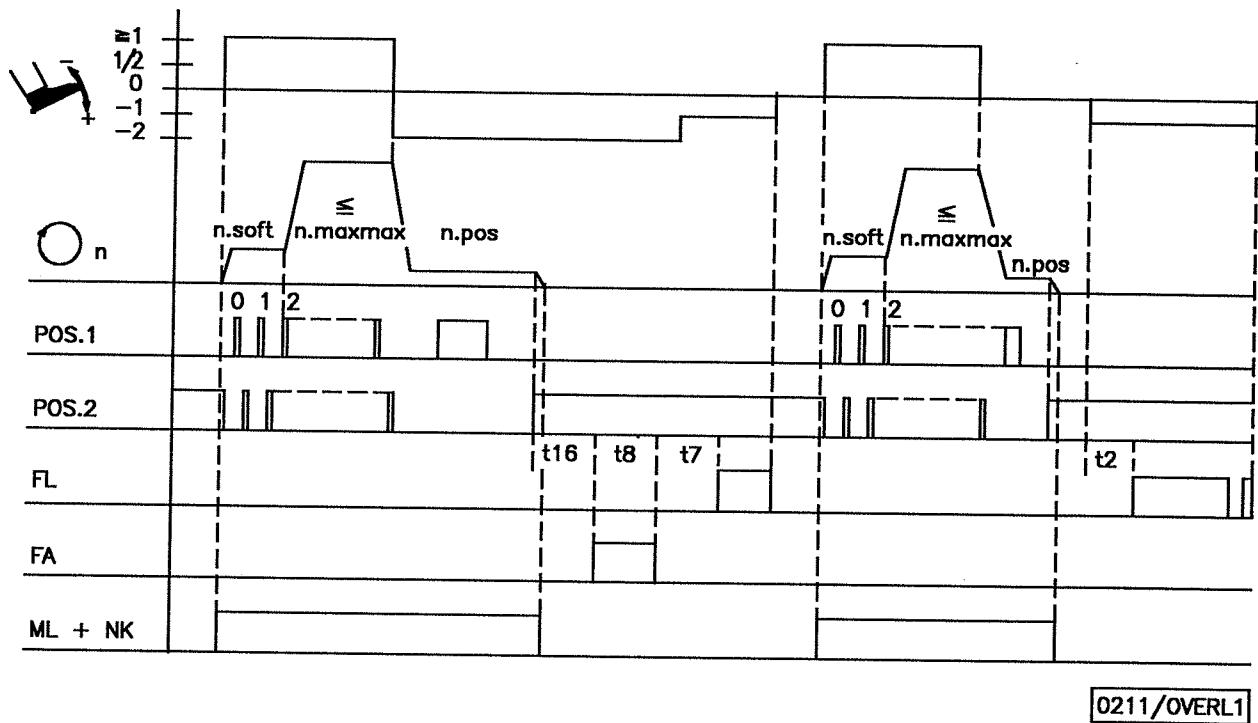 ≧1
1/2
0
-1
-2
-
+
n
n.soft
≦
n.maxmax
n.pos
n.soft
≦
n.maxmax
n.pos
0 1 2
0 1 2
POS.1
POS.2
t16 t8 t7
t2
FL
FA
ML + NK
0211/OVERL1